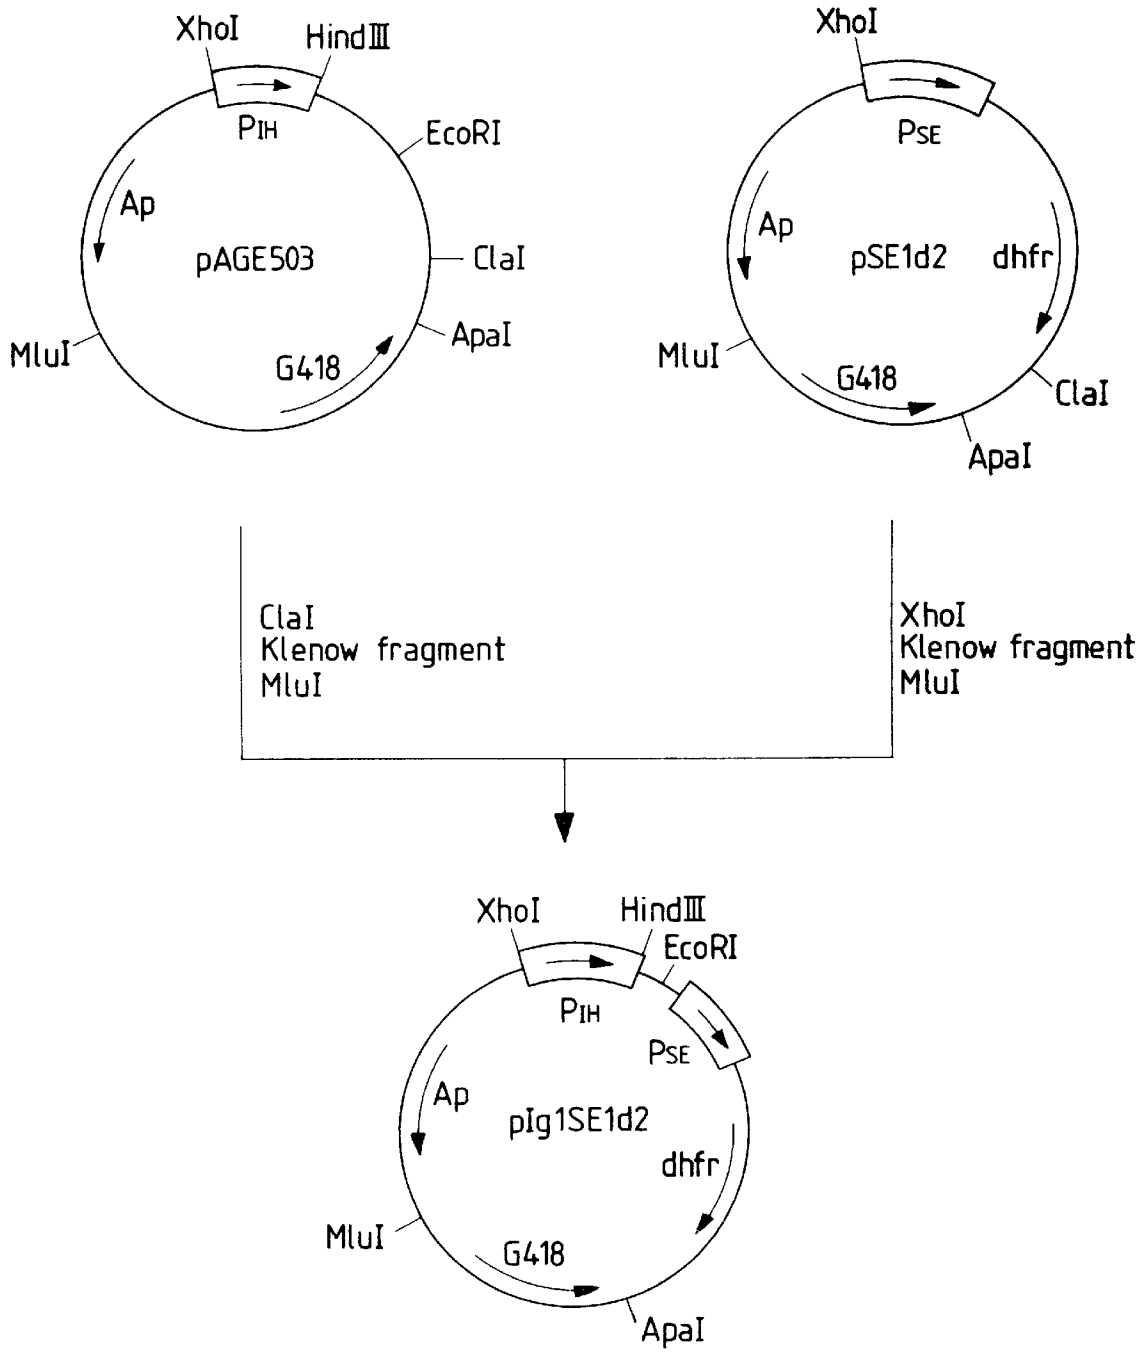 XhoI
HindIII
PIH
EcoRI
Ap
pAGE503
ClaI
ApaI
MluI
G418
XhoI
PSE
Ap
pSE1d2
dhfr
MluI
G418
ClaI
ApaI
ClaI
Klenow fragment
MluI
XhoI
Klenow fragment
MluI
XhoI
HindIII
EcoRI
PIH
PSE
Ap
pIg1SE1d2
dhfr
MluI
G418
ApaI